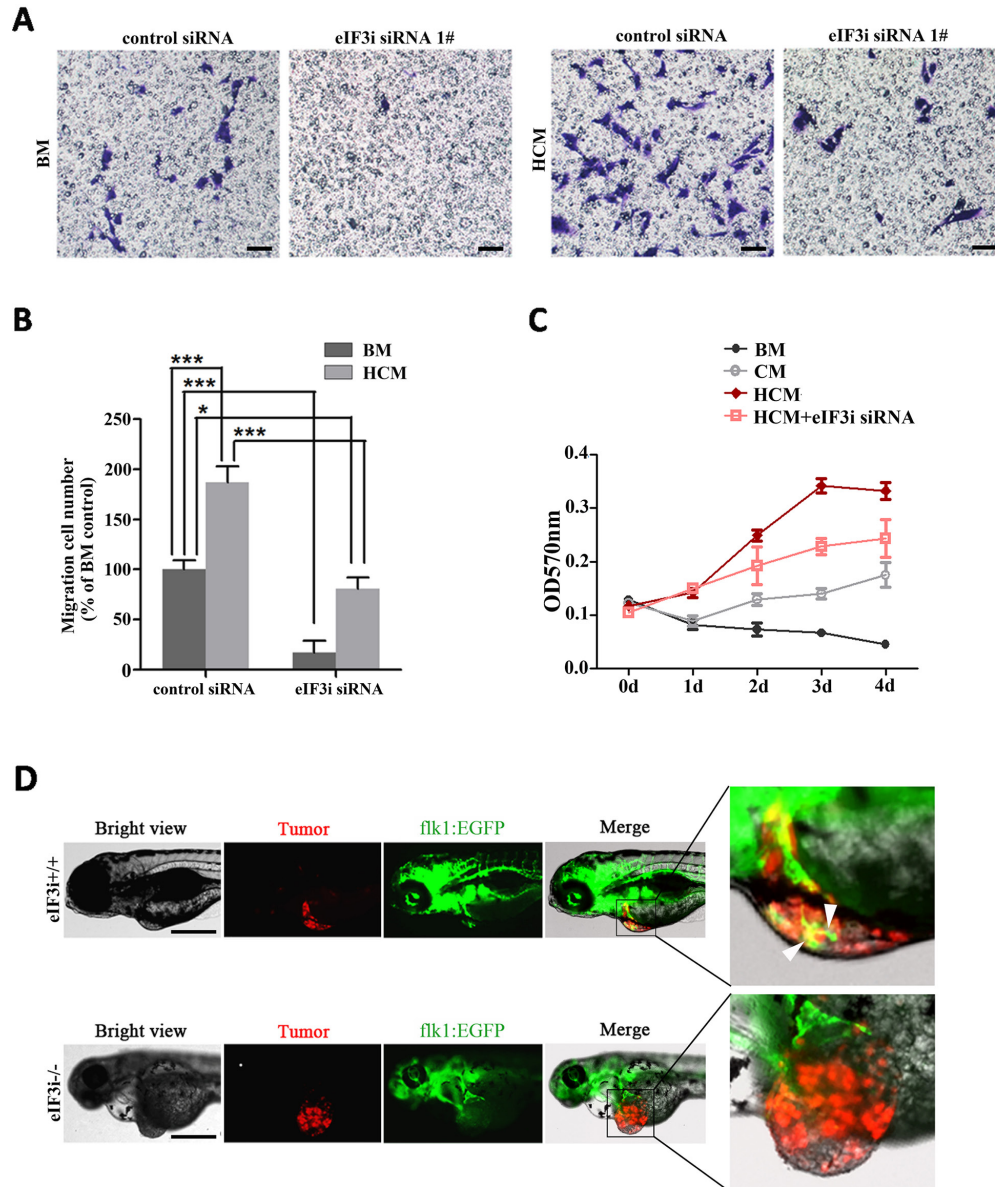 A
control siRNA eIF3i siRNA 1# control siRNA eIF3i siRNA 1#
BM
HCM
B
BM
HCM
***
***
*
***
Migration cell number
(% of BM control)
250
200
150
100
50
0
control siRNA eIF3i siRNA
C
BM
CM
HCM
HCM+eIF3i siRNA
OD570nm
0.4
0.3
0.2
0.1
0.0
0d 1d 2d 3d 4d
D
Bright view Tumor flk1:EGFP Merge
eIF3i+/+
Bright view Tumor flk1:EGFP Merge
eIF3i-/-